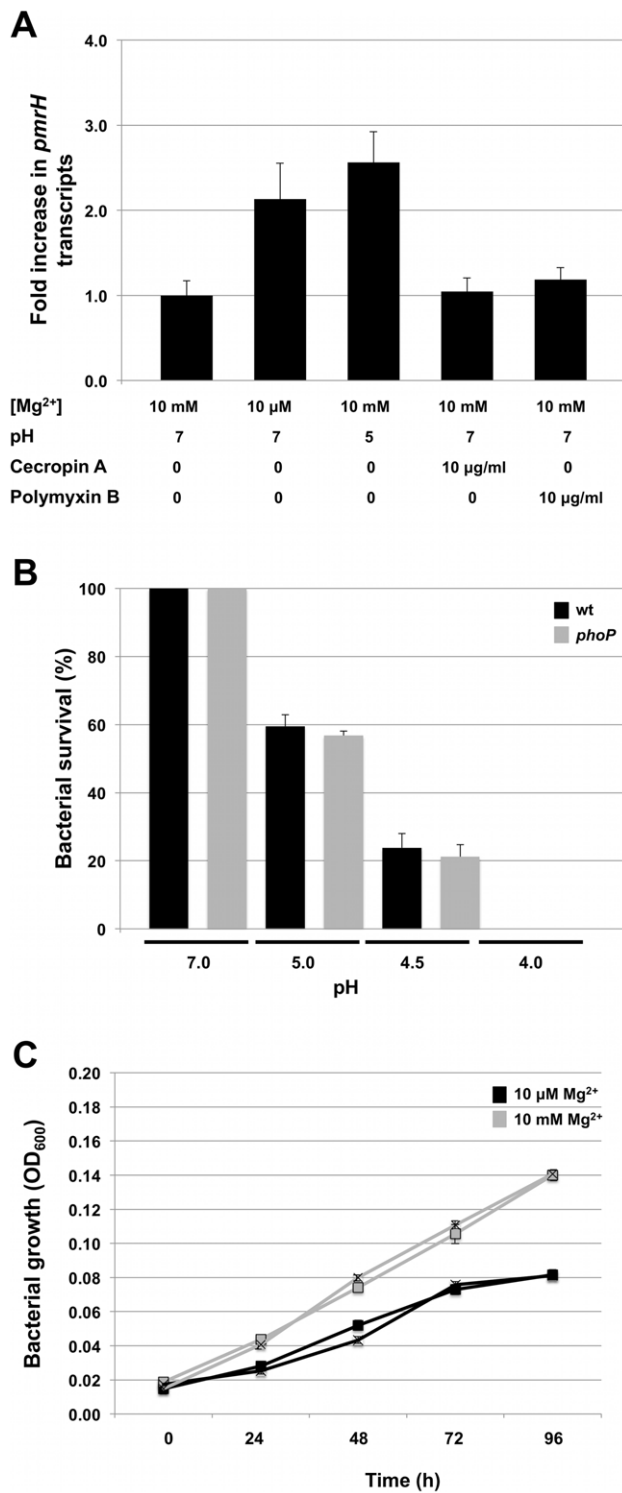 A
Fold increase in pmrH
transcripts
4.0
3.0
2.0
1.0
0.0
[Mg²⁺] 10 mM 10 µM 10 mM 10 mM 10 mM
pH 7 7 5 7 7
Cecropin A 0 0 0 10 µg/ml 0
Polymyxin B 0 0 0 0 10 µg/ml
B
Bacterial survival (%)
100
80
60
40
20
0
wt
phoP
7.0 5.0 4.5 4.0
pH
C
Bacterial growth (OD₆₀₀)
0.20
0.18
0.16
0.14
0.12
0.10
0.08
0.06
0.04
0.02
0.00
10 µM Mg²⁺
10 mM Mg²⁺
0 24 48 72 96
Time (h)